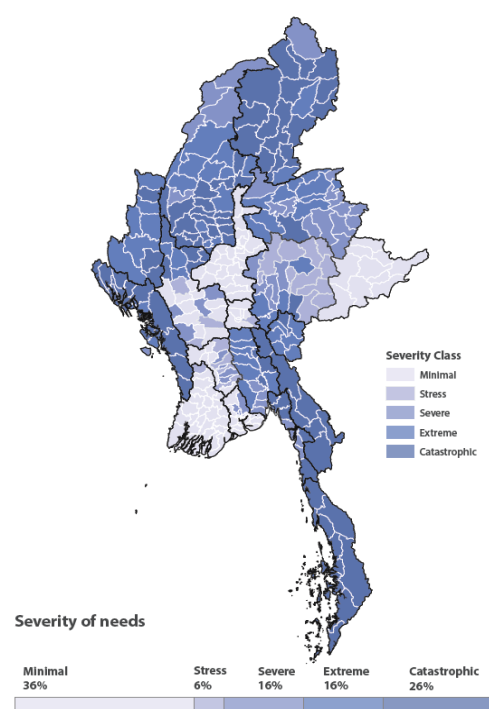 Severity Class
Minimal
Stress
Severe
Extreme
Catastrophic
Severity of needs
Minimal Stress Severe Extreme Catastrophic
36% 6% 16% 16% 26%